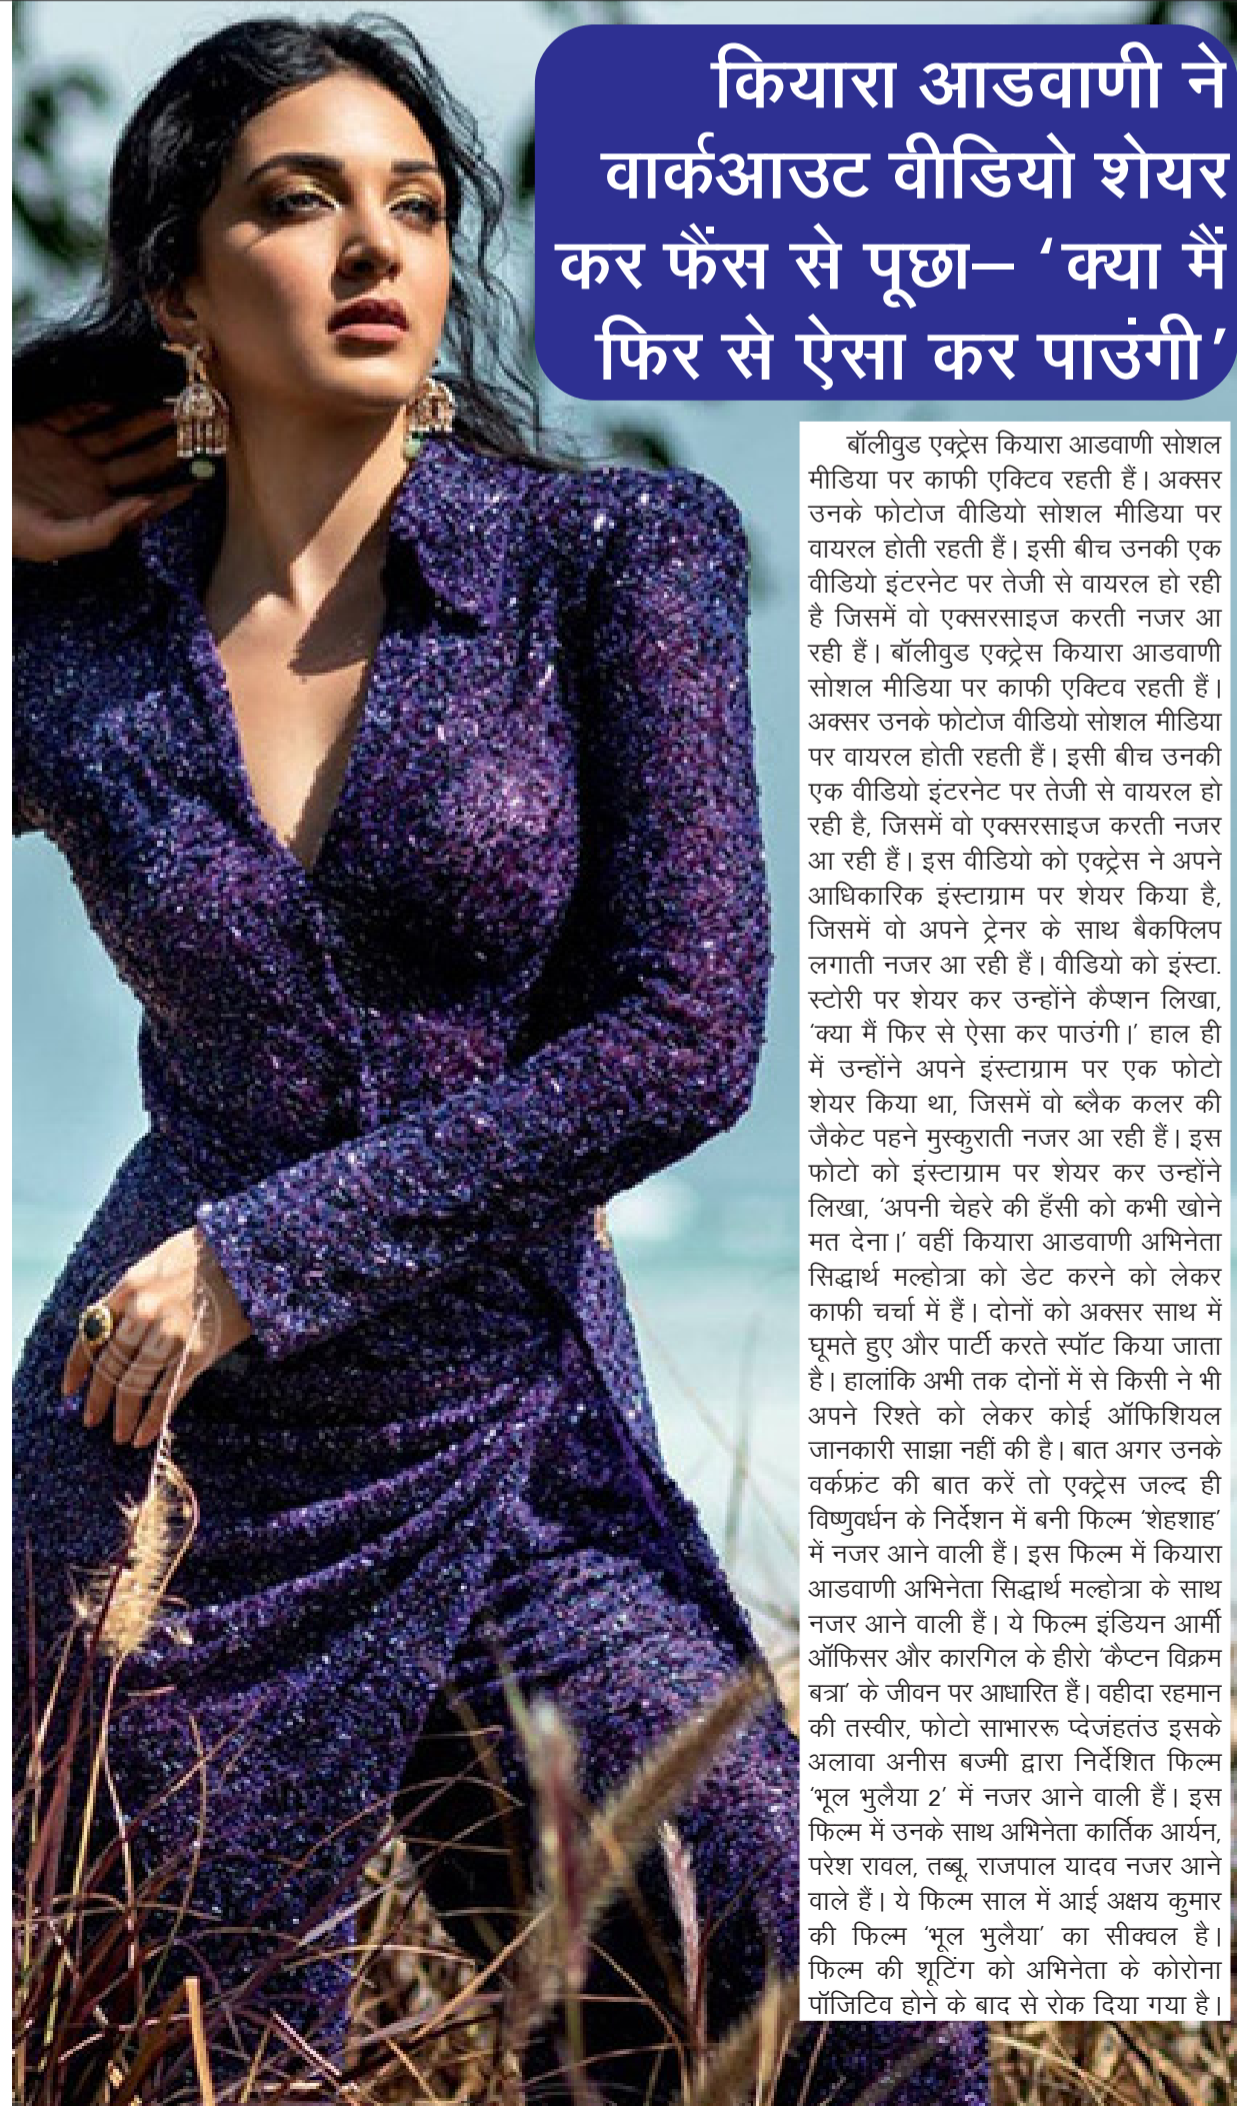 कियारा आडवाणी ने
वार्कआउट वीडियो शेयर
कर फैंस से पूछा– ‘क्या मैं
फिर से ऐसा कर पाउंगी’
बॉलीवुड एक्ट्रेस कियारा आडवाणी सोशल
मीडिया पर काफी एक्टिव रहती हैं। अक्सर
उनके फोटोज वीडियो सोशल मीडिया पर
वायरल होती रहती हैं। इसी बीच उनकी एक
वीडियो इंटरनेट पर तेजी से वायरल हो रही
है जिसमें वो एक्सरसाइज करती नजर आ
रही हैं। बॉलीवुड एक्ट्रेस कियारा आडवाणी
सोशल मीडिया पर काफी एक्टिव रहती हैं।
अक्सर उनके फोटोज वीडियो सोशल मीडिया
पर वायरल होती रहती हैं। इसी बीच उनकी
एक वीडियो इंटरनेट पर तेजी से वायरल हो
रही है, जिसमें वो एक्सरसाइज करती नजर
आ रही हैं। इस वीडियो को एक्ट्रेस ने अपने
आधिकारिक इंस्टाग्राम पर शेयर किया है,
जिसमें वो अपने ट्रेनर के साथ बैकफ्लिप
लगाती नजर आ रही हैं। वीडियो को इंस्टा.
स्टोरी पर शेयर कर उन्होंने कैप्शन लिखा,
'क्या मैं फिर से ऐसा कर पाउंगी।' हाल ही
में उन्होंने अपने इंस्टाग्राम पर एक फोटो
शेयर किया था, जिसमें वो ब्लैक कलर की
जैकेट पहने मुस्कुराती नजर आ रही हैं। इस
फोटो को इंस्टाग्राम पर शेयर कर उन्होंने
लिखा, 'अपनी चेहरे की हँसी को कभी खोने
मत देना।' वहीं कियारा आडवाणी अभिनेता
सिद्धार्थ मल्होत्रा को डेट करने को लेकर
काफी चर्चा में हैं। दोनों को अक्सर साथ में
घूमते हुए और पार्टी करते स्पॉट किया जाता
है। हालांकि अभी तक दोनों में से किसी ने भी
अपने रिश्ते को लेकर कोई ऑफिशियल
जानकारी साझा नहीं की है। बात अगर उनके
वर्कफ्रंट की बात करें तो एक्ट्रेस जल्द ही
विष्णुवर्धन के निर्देशन में बनी फिल्म 'शेहशाह'
में नजर आने वाली हैं। इस फिल्म में कियारा
आडवाणी अभिनेता सिद्धार्थ मल्होत्रा के साथ
नजर आने वाली हैं। ये फिल्म इंडियन आर्मी
ऑफिसर और कारगिल के हीरो 'कैप्टन विक्रम
बत्रा' के जीवन पर आधारित हैं। वहीदा रहमान
की तस्वीर, फोटो साभाररू प्देजंहतंउ इसके
अलावा अनीस बज्मी द्वारा निर्देशित फिल्म
'भूल भुलैया 2' में नजर आने वाली हैं। इस
फिल्म में उनके साथ अभिनेता कार्तिक आर्यन,
परेश रावल, तब्बू, राजपाल यादव नजर आने
वाले हैं। ये फिल्म साल में आई अक्षय कुमार
की फिल्म 'भूल भुलैया' का सीक्वल है।
फिल्म की शूटिंग को अभिनेता के कोरोना
पॉजिटिव होने के बाद से रोक दिया गया है।